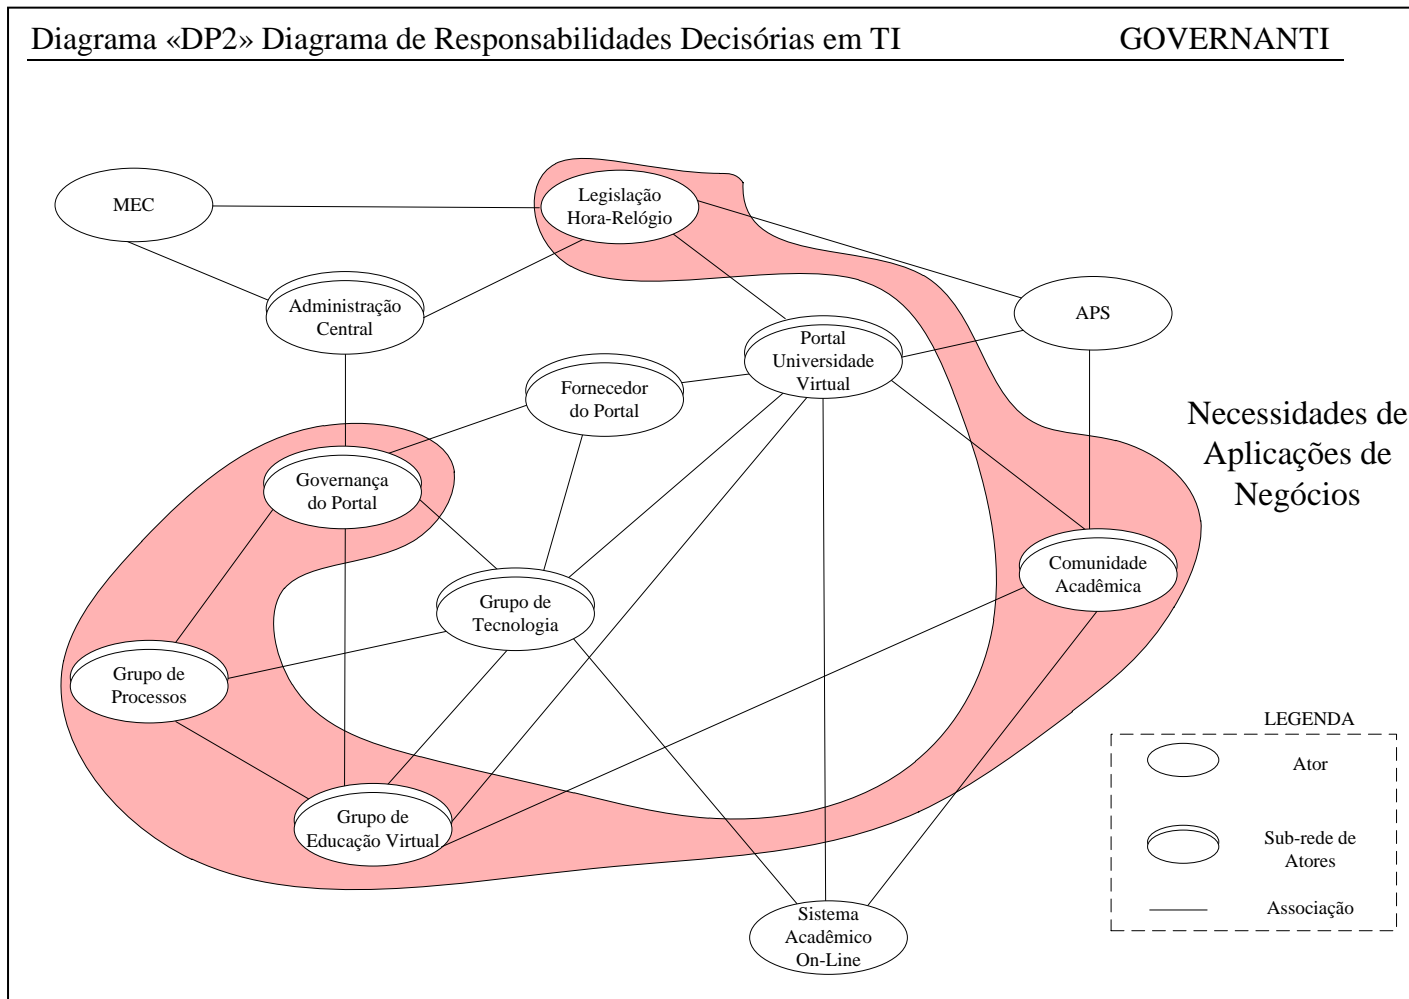 Diagrama «DP2» Diagrama de Responsabilidades Decisórias em TI GOVERNANTI
MEC
Legislação
Hora-Relógio
Administração
Central
APS
Portal
Universidade
Virtual
Fornecedor
do Portal
Necessidades de
Aplicações de
Negócios
Governança
do Portal
Comunidade
Acadêmica
Grupo de
Tecnologia
Grupo de
Processos
Grupo de
Educação Virtual
Sistema
Acadêmico
On-Line
LEGENDA
Ator
Sub-rede de
Atores
Associação